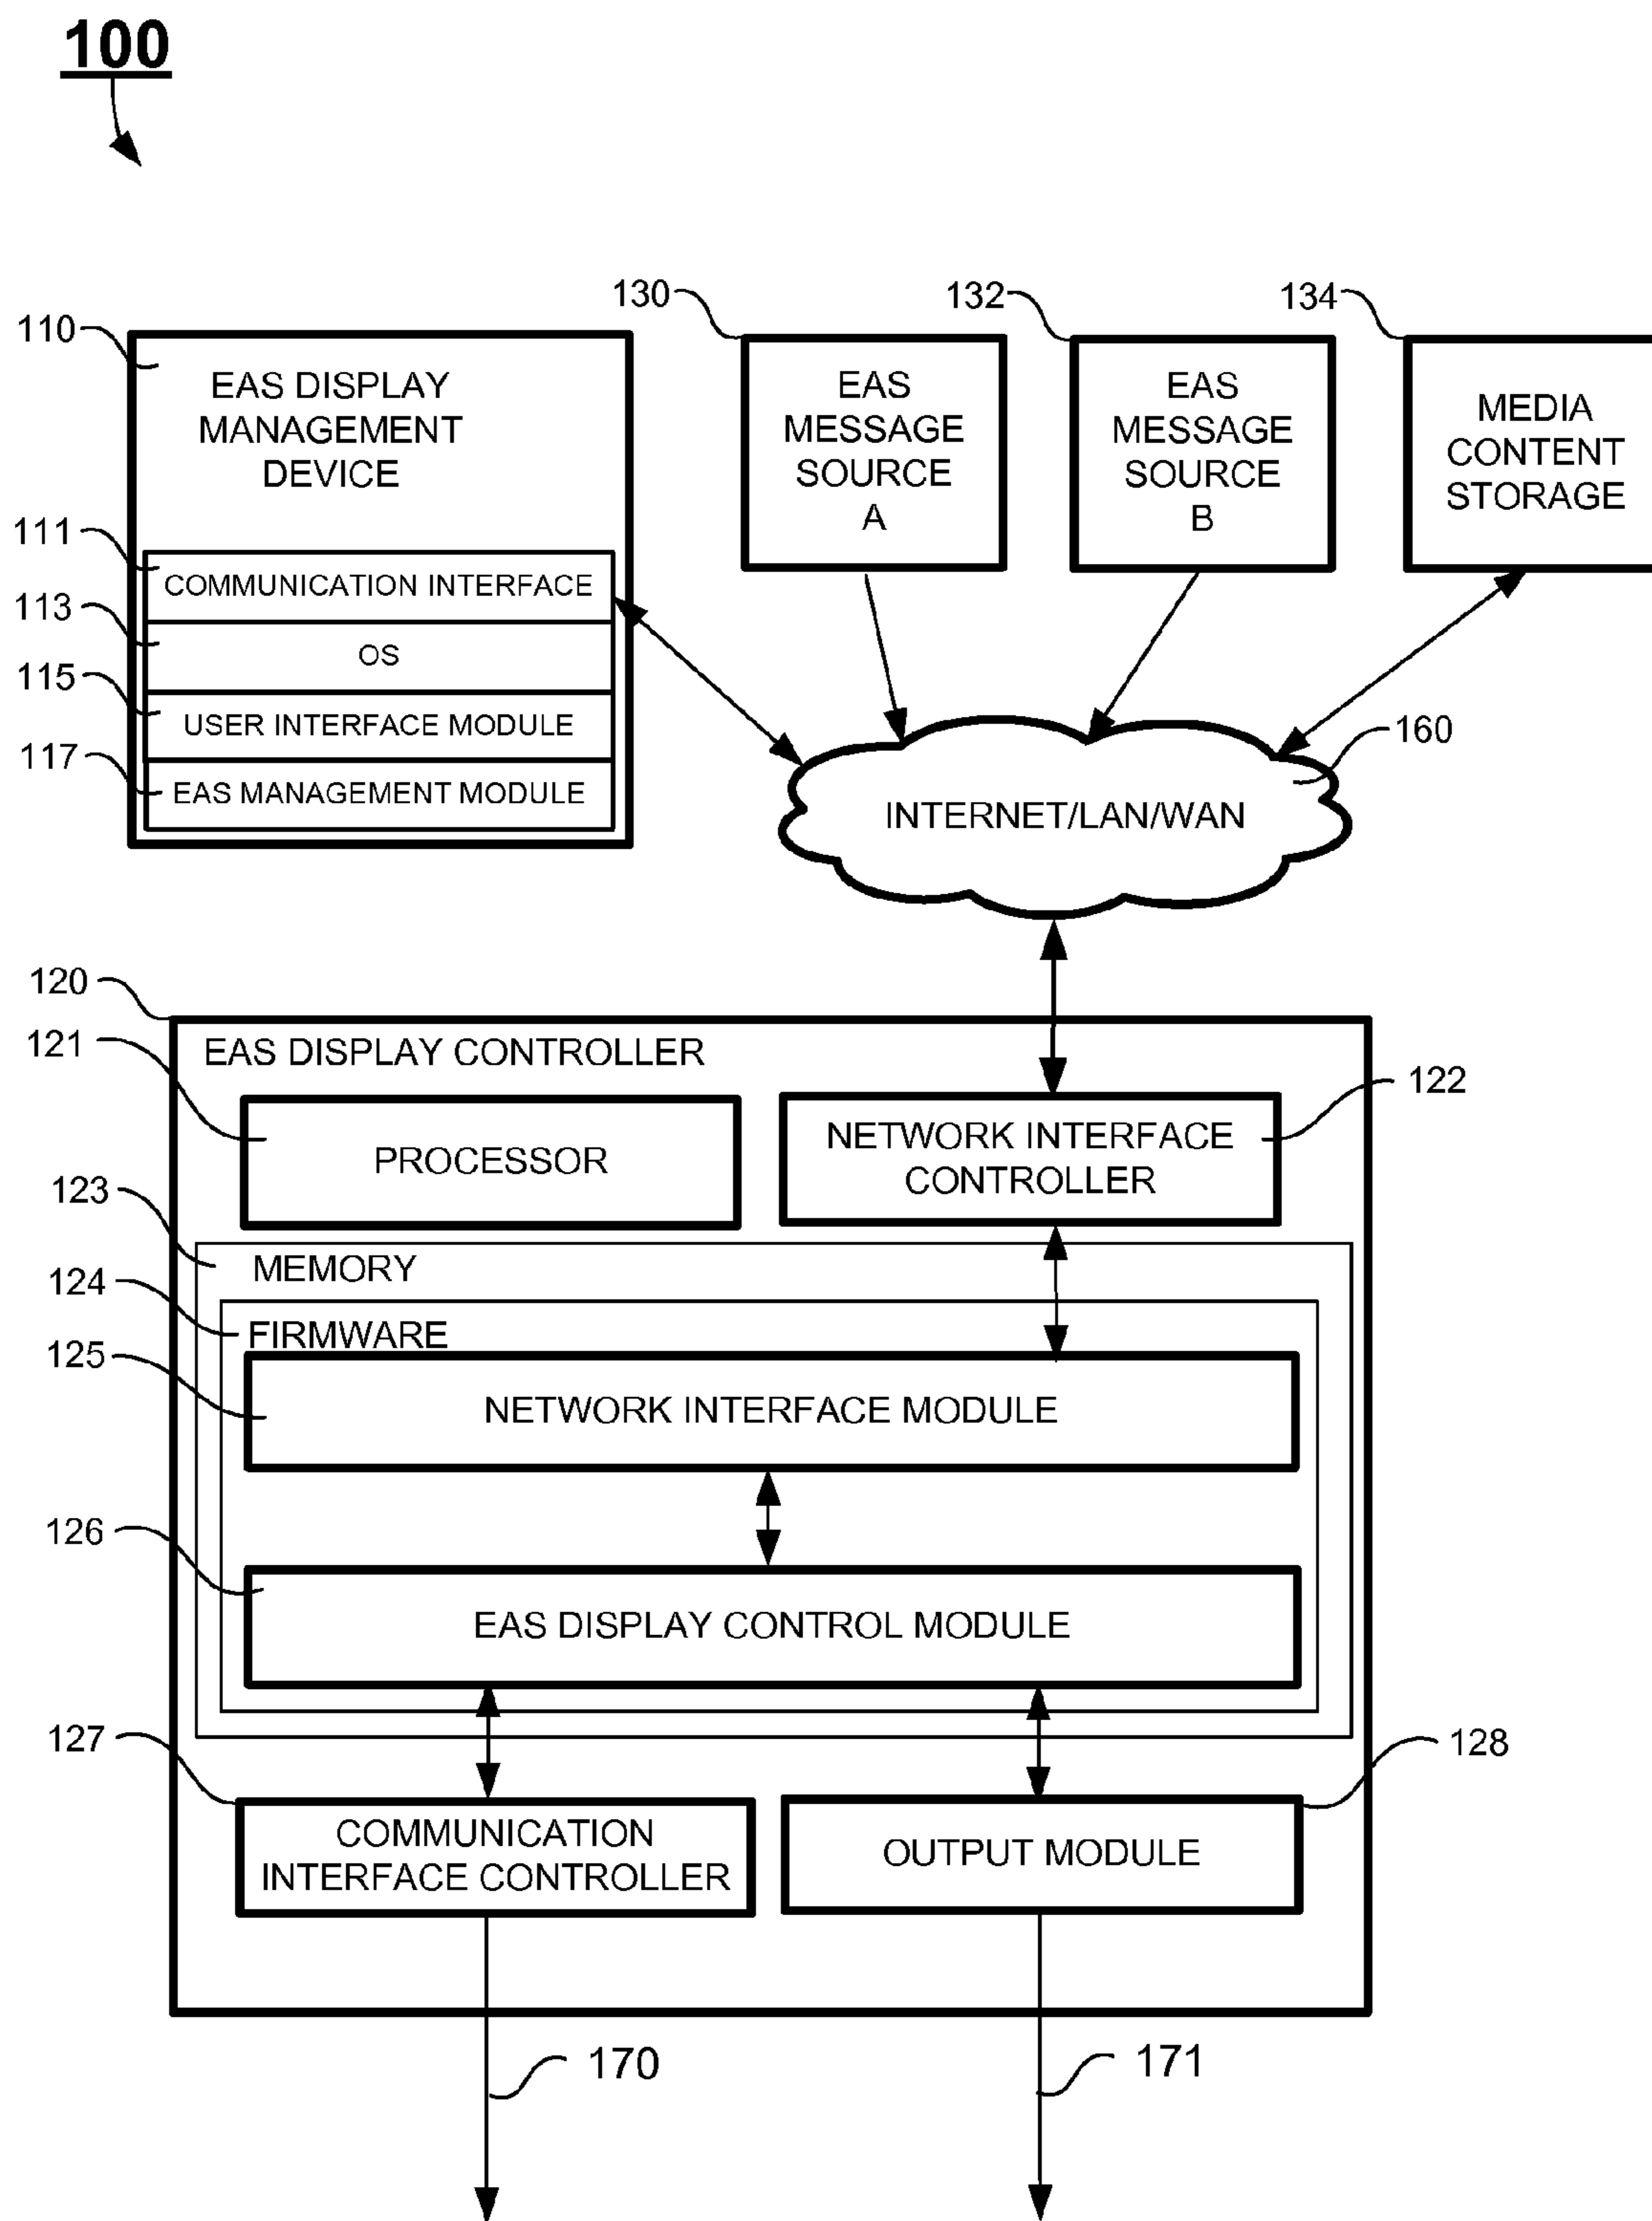 100
130
132
134
110
EAS DISPLAY
MANAGEMENT
DEVICE
EAS
MESSAGE
SOURCE
A
EAS
MESSAGE
SOURCE
B
MEDIA
CONTENT
STORAGE
111
COMMUNICATION INTERFACE
113
OS
115
USER INTERFACE MODULE
117
EAS MANAGEMENT MODULE
160
INTERNET/LAN/WAN
120
121
EAS DISPLAY CONTROLLER
122
PROCESSOR
NETWORK INTERFACE
CONTROLLER
123
MEMORY
124
FIRMWARE
125
NETWORK INTERFACE MODULE
126
EAS DISPLAY CONTROL MODULE
127
128
COMMUNICATION
INTERFACE CONTROLLER
OUTPUT MODULE
170
171